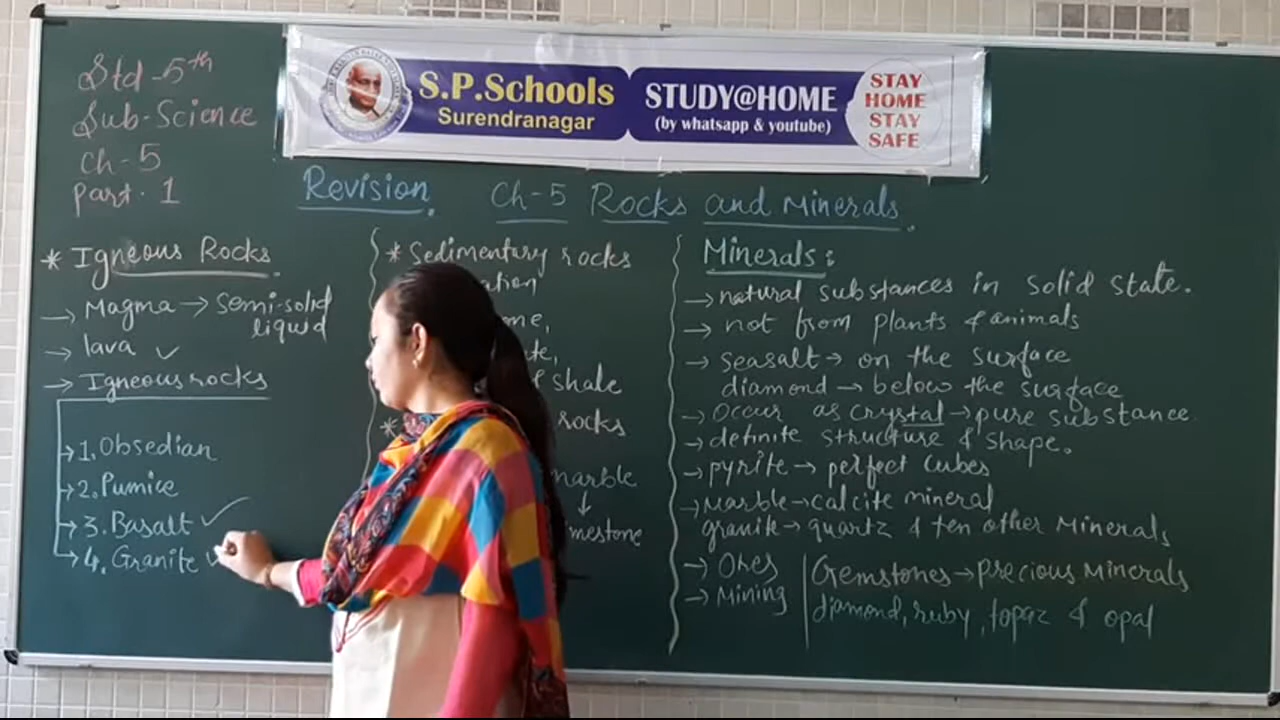 Std-5th
Sub-Science
Ch-5
Part. 1
S.P.Schools
Surendranagar
STUDY@HOME
(by whatsapp & youtube)
STAY
HOME
STAY
SAFE
Revision. Ch-5 Rocks and Minerals.
* Igneous Rocks.
→ Magma → semi-solid
liquid
→ lava ✓
→ Igneous rocks
→ 1. Obsedian
→ 2. Pumice
→ 3. Basalt ✓
→ 4. Granite
* Sedimentary rocks
shale
* rocks
marble
↓
Minerals:
→ natural substances in solid state.
→ not from plants & animals
→ seasalt → on the surface
diamond → below the surface
→ Occur as crystal → pure substance
→ definite structure & shape.
→ pyrite → perfect cubes
→ Marble → calcite mineral
granite → quartz & ten other Minerals
→ Ores
→ Mining
Gemstones → precious Minerals
diamond, ruby, topaz & opal